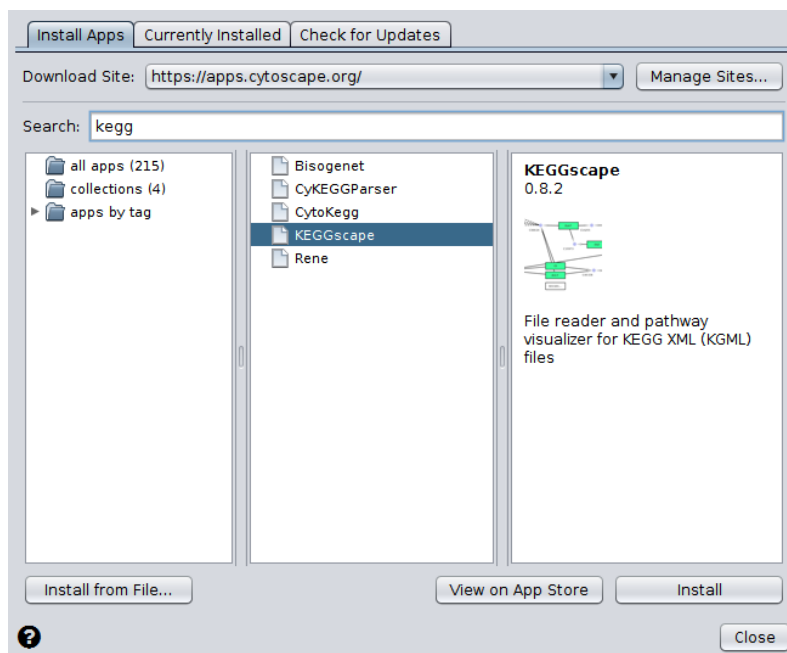 Install Apps
Currently Installed
Check for Updates
Download Site:
https://apps.cytoscape.org/
Manage Sites...
Search:
kegg
all apps (215)
collections (4)
apps by tag
Bisogenet
CyKEGGParser
CytoKegg
KEGGscape
Rene
KEGGscape
0.8.2
File reader and pathway
visualizer for KEGG XML (KGML)
files
Install from File...
View on App Store
Install
?
Close